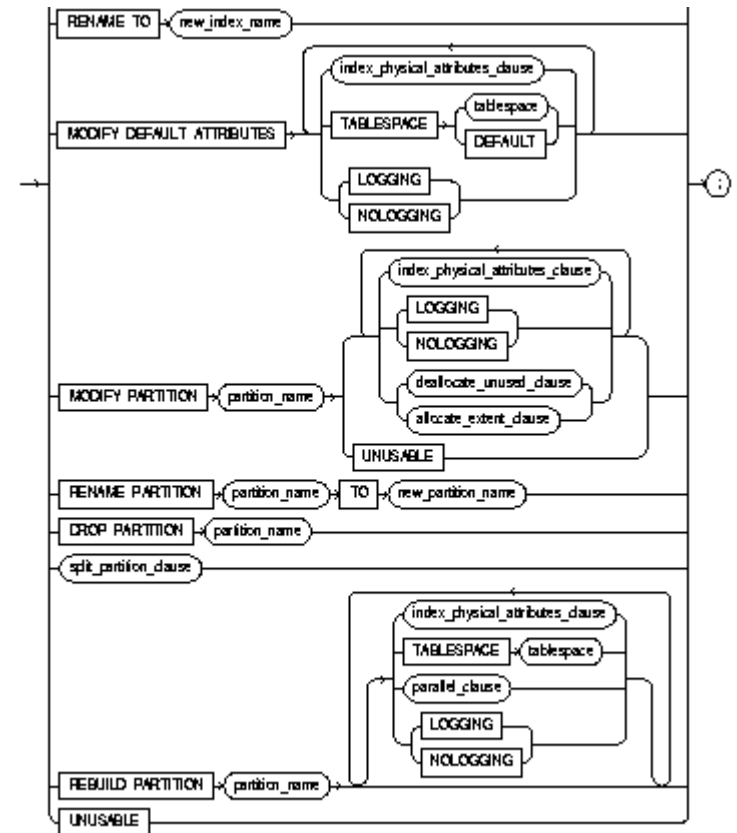 RENAME TO new_index_name
index_physical_attributes_clause
tablespace
MODIFY DEFAULT ATTRIBUTES TABLESPACE
DEFAULT
LOGGING
;
NOLOGGING
index_physical_attributes_clause
LOGGING
NOLOGGING
deallocate_unused_clause
MODIFY PARTITION partition_name
allocate_extent_clause
UNUSABLE
RENAME PARTITION partition_name TO new_partition_name
DROP PARTITION partition_name
split_partition_clause
index_physical_attributes_clause
TABLESPACE tablespace
parallel_clause
LOGGING
NOLOGGING
REBUILD PARTITION partition_name
UNUSABLE